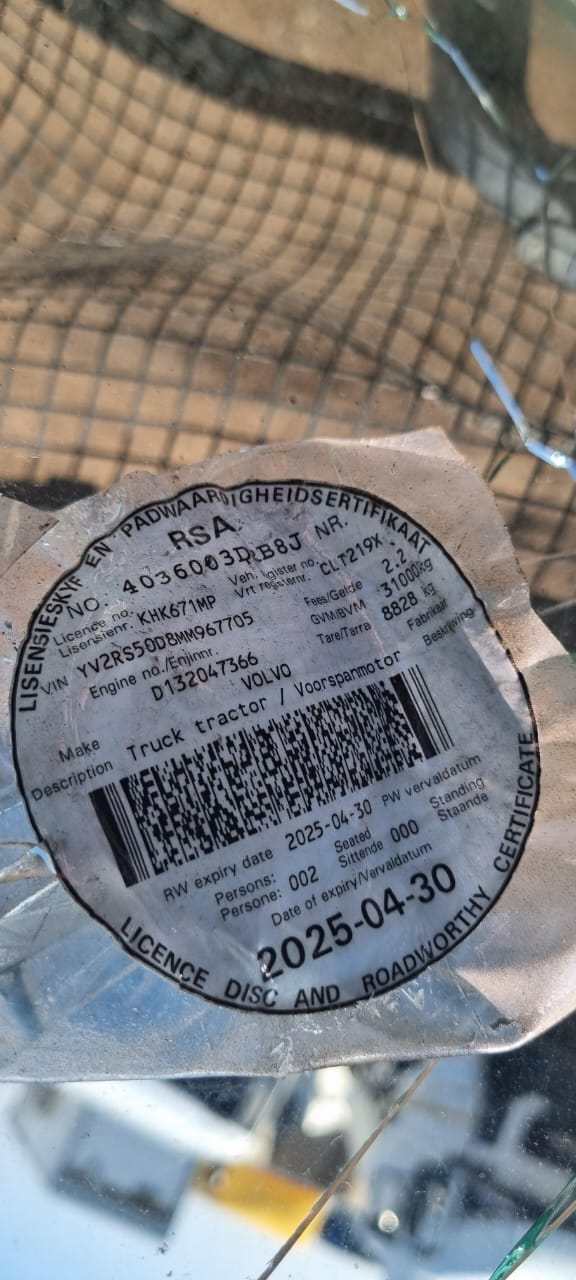 LISENSIESKYF EN PADWAARDIGHEIDSERTIFIKAAT
RSA
NO. 4036003DLB8J NR.
Licence no. KHK671MP Veh. register no. CLT219X
Lisensienr. Vrt registernr.
VIN YV2RS50D8MM967705 Fees/Gelde 2.2
Engine no./Enjinnr. GVM/BVM 31000kg
D132047366 Tare/Tarra 8828 kg
Make VOLVO Fabrikaat
Description Truck tractor / Voorspanmotor Beskrywing
RW expiry date 2025-04-30 PW vervaldatum
Persons: 002 Seated 000 Standing
Persone: Sittende Staande
Date of expiry/Vervaldatum
2025-04-30
LICENCE DISC AND ROADWORTHY CERTIFICATE